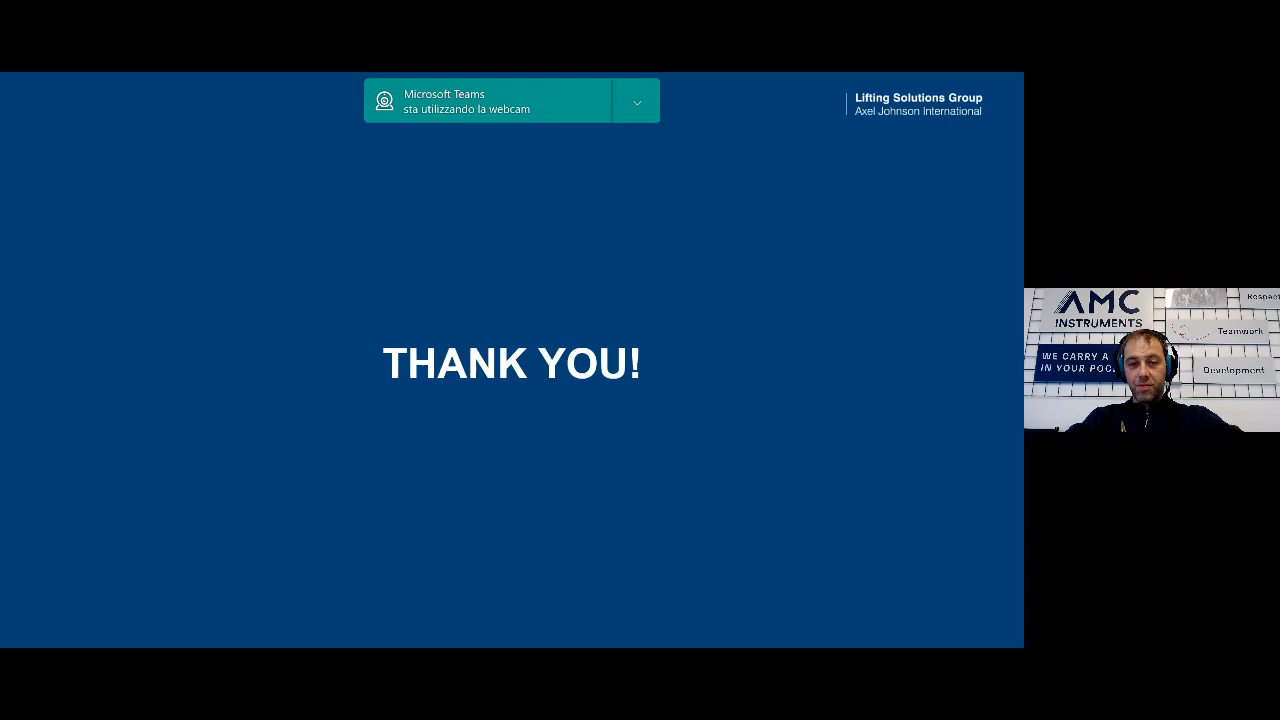 Microsoft Teams
sta utilizzando la webcam
Lifting Solutions Group
Axel Johnson International
THANK YOU!
AMC
INSTRUMENTS
WE CARRY A
IN YOUR
Respect
Teamwork
Development